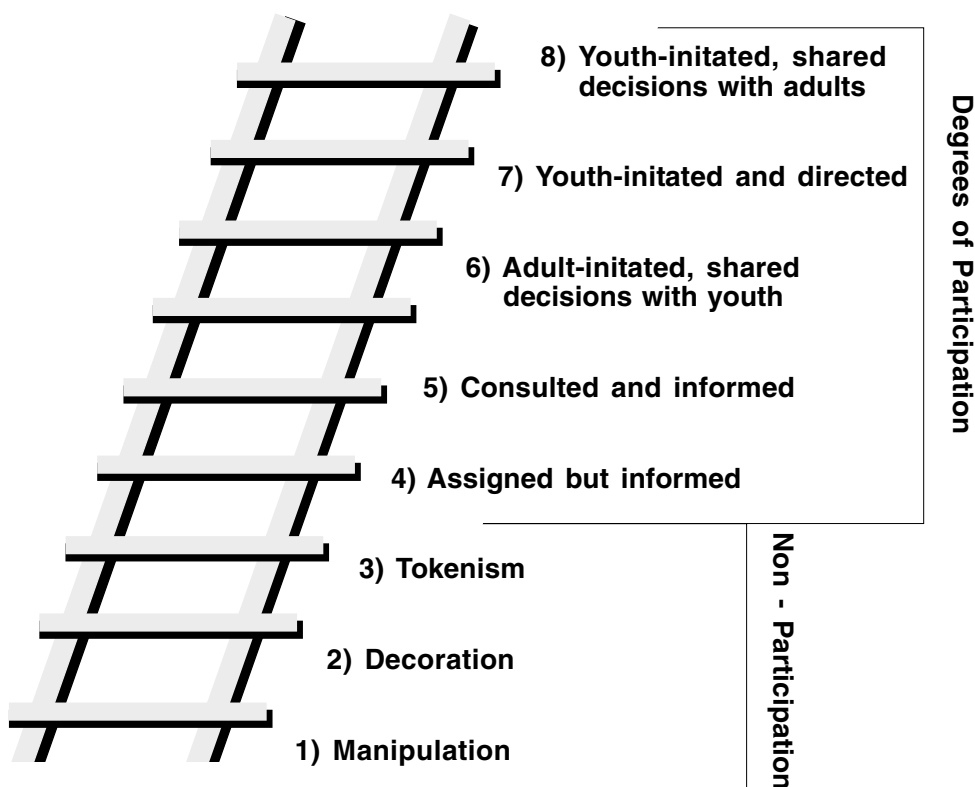 8) Youth-initated, shared
decisions with adults
7) Youth-initated and directed
6) Adult-initated, shared
decisions with youth
5) Consulted and informed
4) Assigned but informed
3) Tokenism
2) Decoration
1) Manipulation
Degrees of Participation
Non - Participation